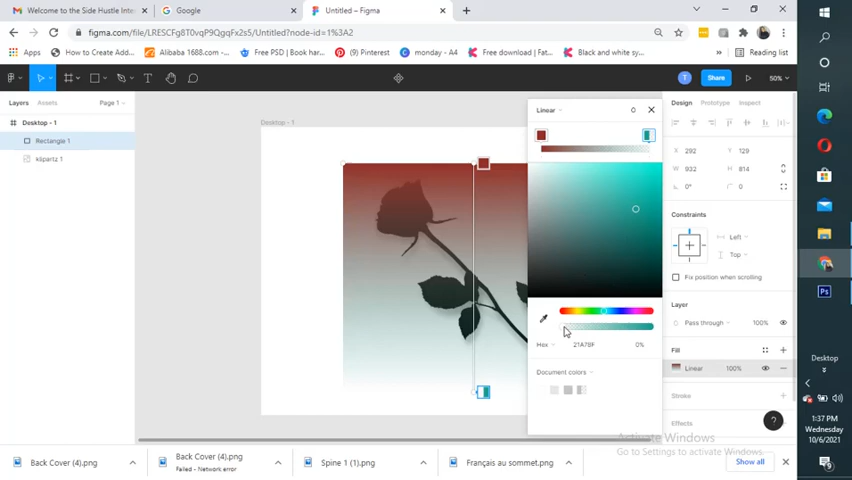 Welcome to the Side Hustle Inte
Google
Untitled – Figma
figma.com/file/LRESCFg8T0vqP9QgqFx2s5/Untitled?node-id=1%3A2
Apps
How to Create Add...
Alibaba 1688.com -...
Free PSD | Book har...
(1) Pinterest
monday - A4
Free download | Fat...
Black and white sy...
Reading list
Share
50%
Layers
Assets
Page 1
Desktop - 1
Rectangle 1
klipartz 1
Desktop - 1
Linear
Hex
21A7BF
0%
Document colors
Design
Prototype
Inspect
X 292
Y 129
W 932
H 814
0°
0
Constraints
Left
Top
Fix position when scrolling
Layer
Pass through
100%
Fill
Linear
100%
Stroke
Effects
?
Activate Windows
Go to Settings to activate Windows.
Back Cover (4).png
Back Cover (4).png
Failed - Network error
Spine 1 (1).png
Français au sommet.png
Show all
Desktop
1:37 PM
Wednesday
10/6/2021